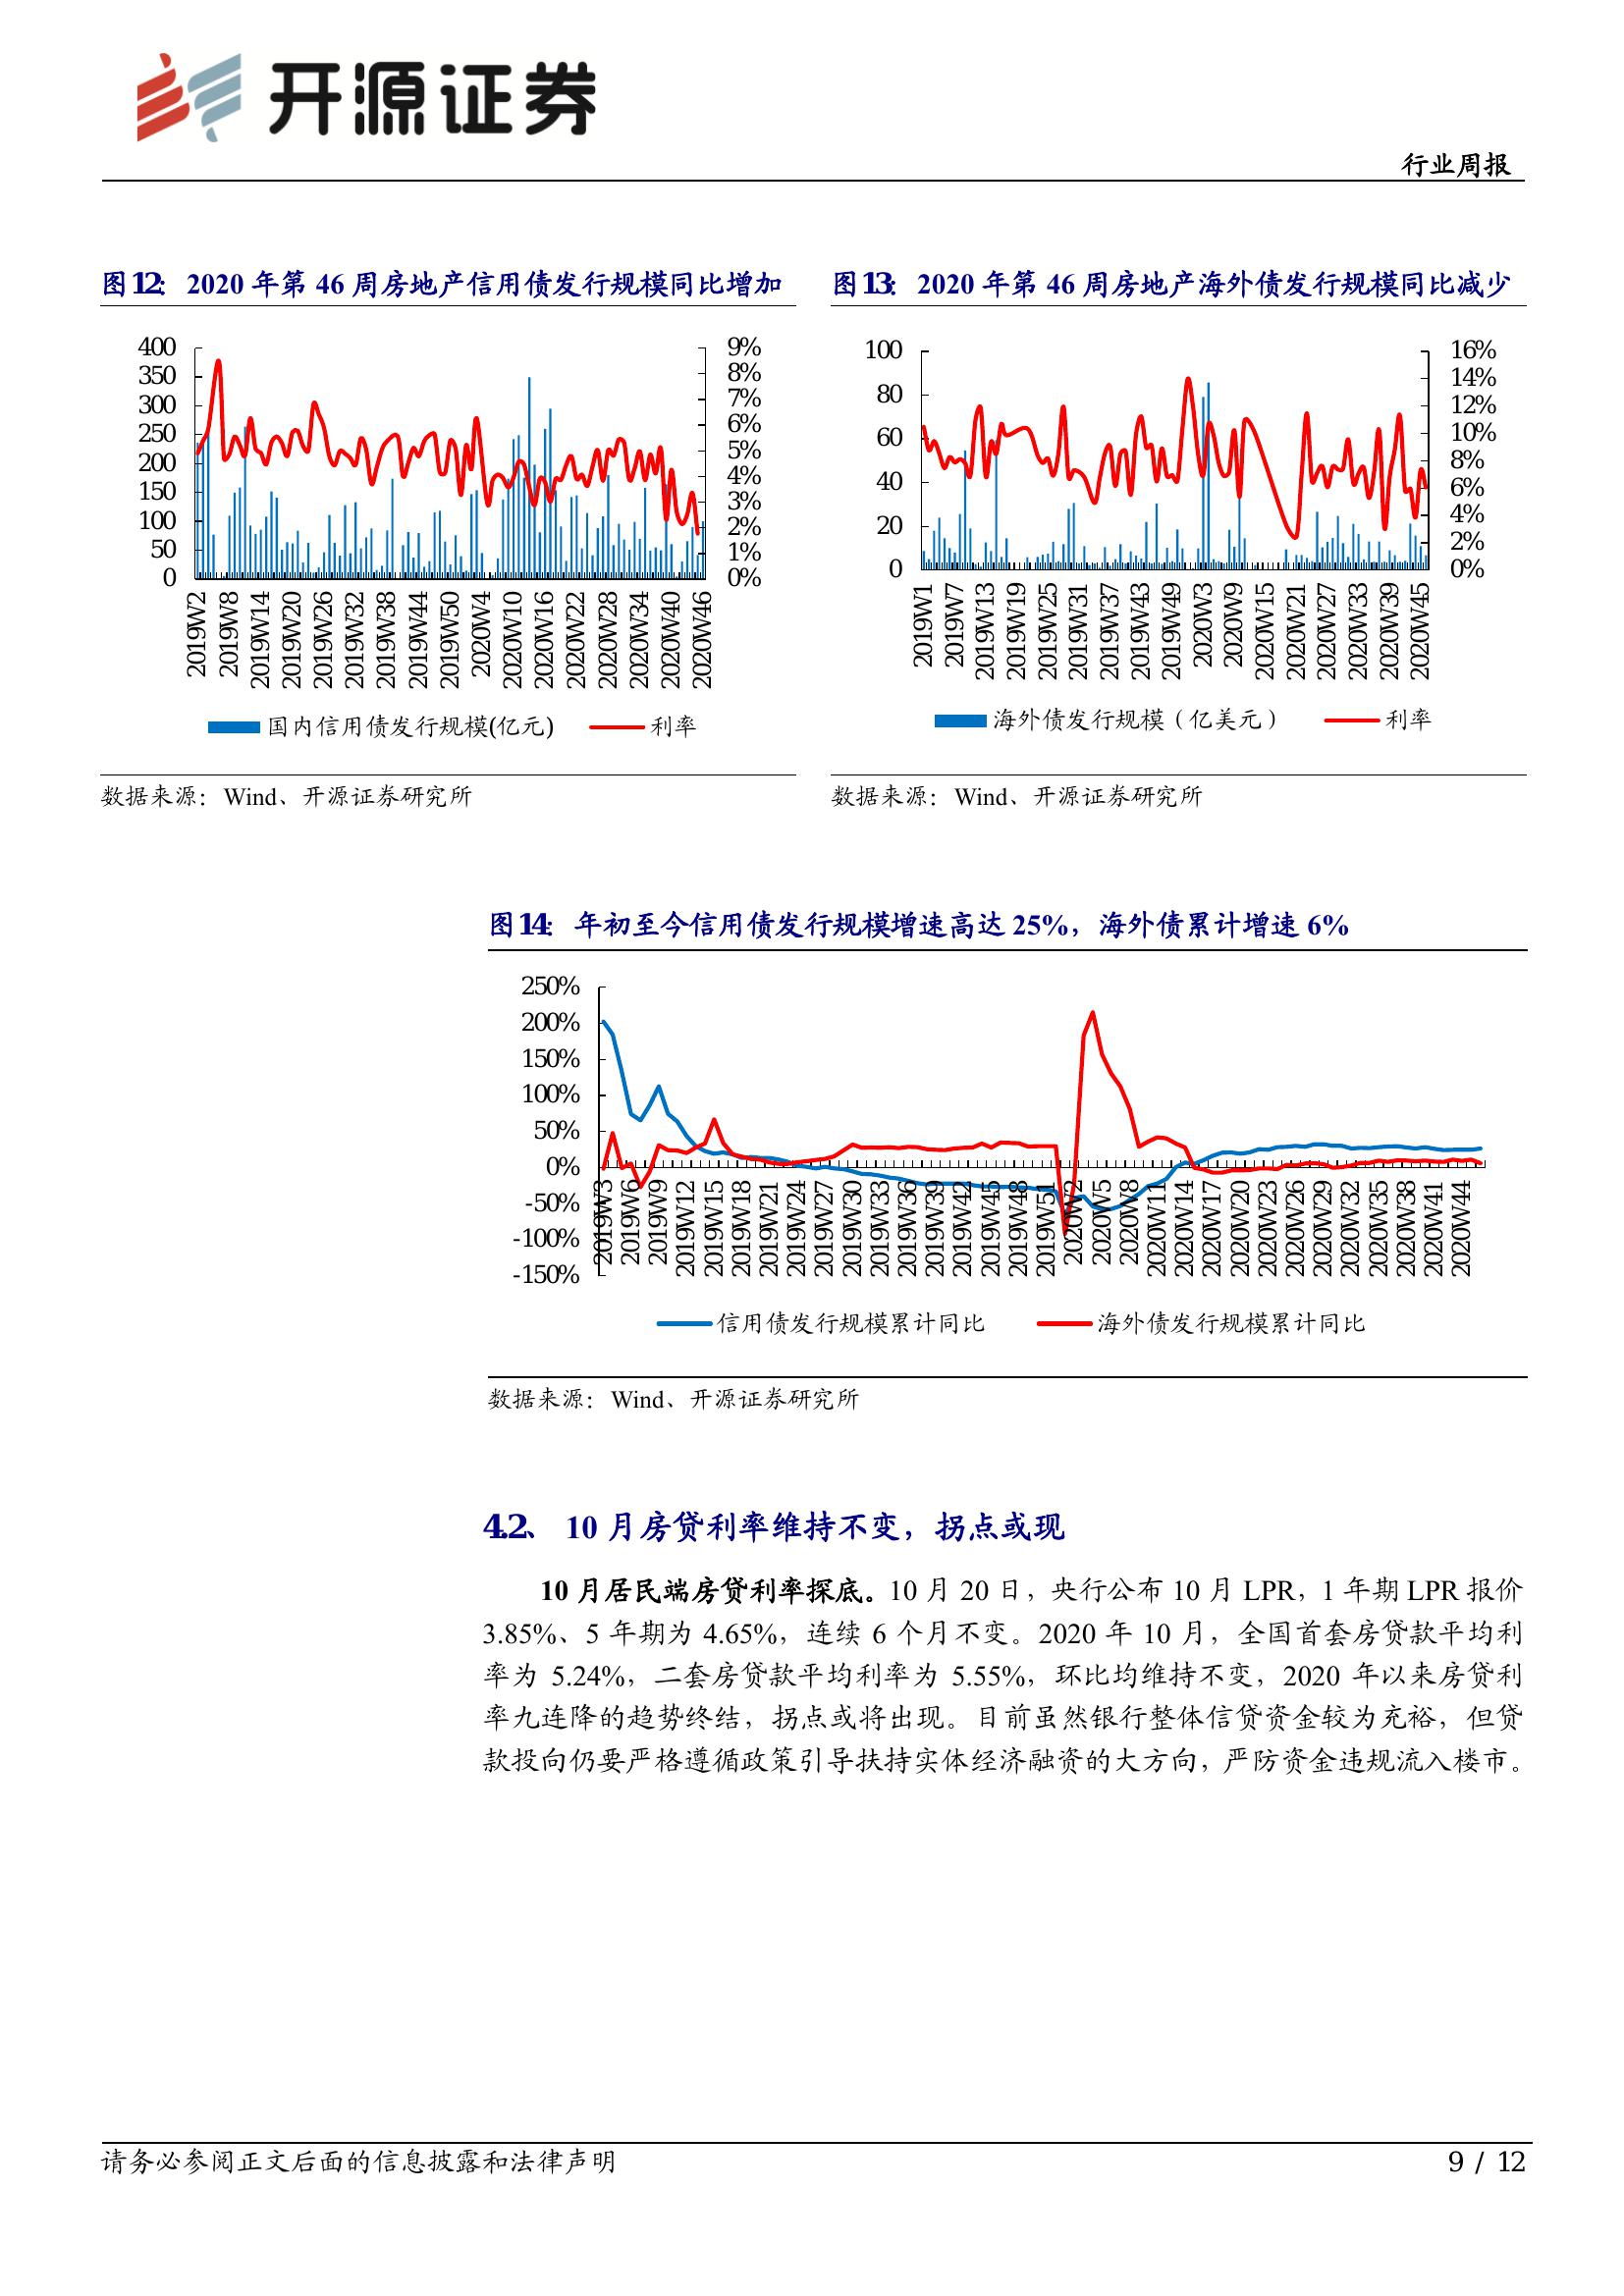 开源证券
行业周报
图12： 2020 年第 46 周房地产信用债发行规模同比增加
400
350
300
250
200
150
100
50
0
9%
8%
7%
6%
5%
4%
3%
2%
1%
0%
2019W2
2019W8
2019W14
2019W20
2019W26
2019W32
2019W38
2019W44
2019W50
2020W4
2020W10
2020W16
2020W22
2020W28
2020W34
2020W40
2020W46
国内信用债发行规模(亿元) 利率
数据来源：Wind、开源证券研究所
图13： 2020 年第 46 周房地产海外债发行规模同比减少
100
80
60
40
20
0
16%
14%
12%
10%
8%
6%
4%
2%
0%
2019W1
2019W7
2019W13
2019W19
2019W25
2019W31
2019W37
2019W43
2019W49
2020W3
2020W9
2020W15
2020W21
2020W27
2020W33
2020W39
2020W45
海外债发行规模（亿美元） 利率
数据来源：Wind、开源证券研究所
图14： 年初至今信用债发行规模增速高达 25%，海外债累计增速 6%
250%
200%
150%
100%
50%
0%
-50%
-100%
-150%
2019W3
2019W6
2019W9
2019W12
2019W15
2019W18
2019W21
2019W24
2019W27
2019W30
2019W33
2019W36
2019W39
2019W42
2019W45
2019W48
2019W51
2020W2
2020W5
2020W8
2020W11
2020W14
2020W17
2020W20
2020W23
2020W26
2020W29
2020W32
2020W35
2020W38
2020W41
2020W44
信用债发行规模累计同比 海外债发行规模累计同比
数据来源：Wind、开源证券研究所
4.2、 10 月房贷利率维持不变，拐点或现
10 月居民端房贷利率探底。10 月 20 日，央行公布 10 月 LPR，1 年期 LPR 报价
3.85%、5 年期为 4.65%，连续 6 个月不变。2020 年 10 月，全国首套房贷款平均利
率为 5.24%，二套房贷款平均利率为 5.55%，环比均维持不变，2020 年以来房贷利
率九连降的趋势终结，拐点或将出现。目前虽然银行整体信贷资金较为充裕，但贷
款投向仍要严格遵循政策引导扶持实体经济融资的大方向，严防资金违规流入楼市。
请务必参阅正文后面的信息披露和法律声明
9 / 12